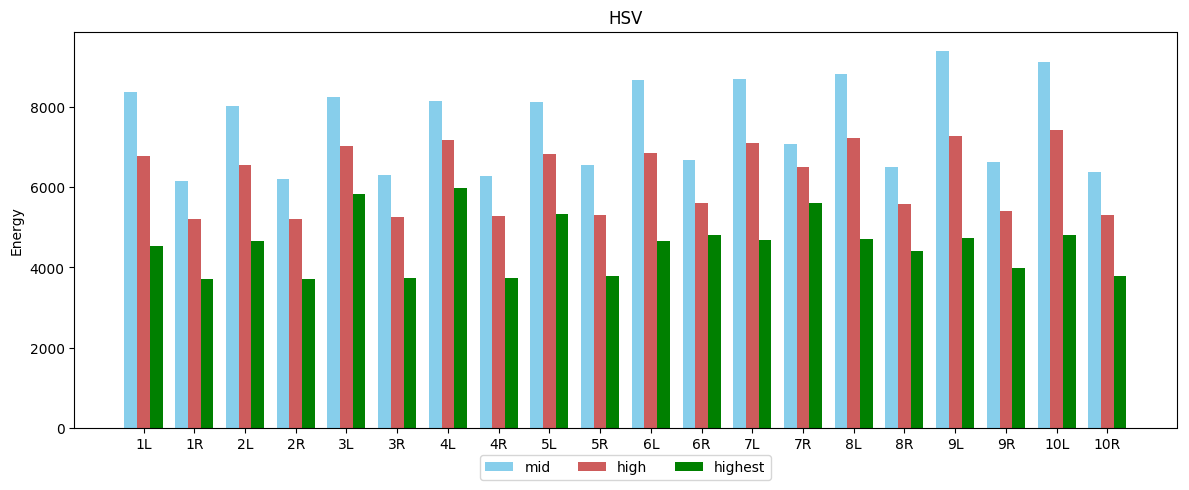 HSV
Energy
8000
6000
4000
2000
0
1L 1R 2L 2R 3L 3R 4L 4R 5L 5R 6L 6R 7L 7R 8L 8R 9L 9R 10L 10R
mid high highest